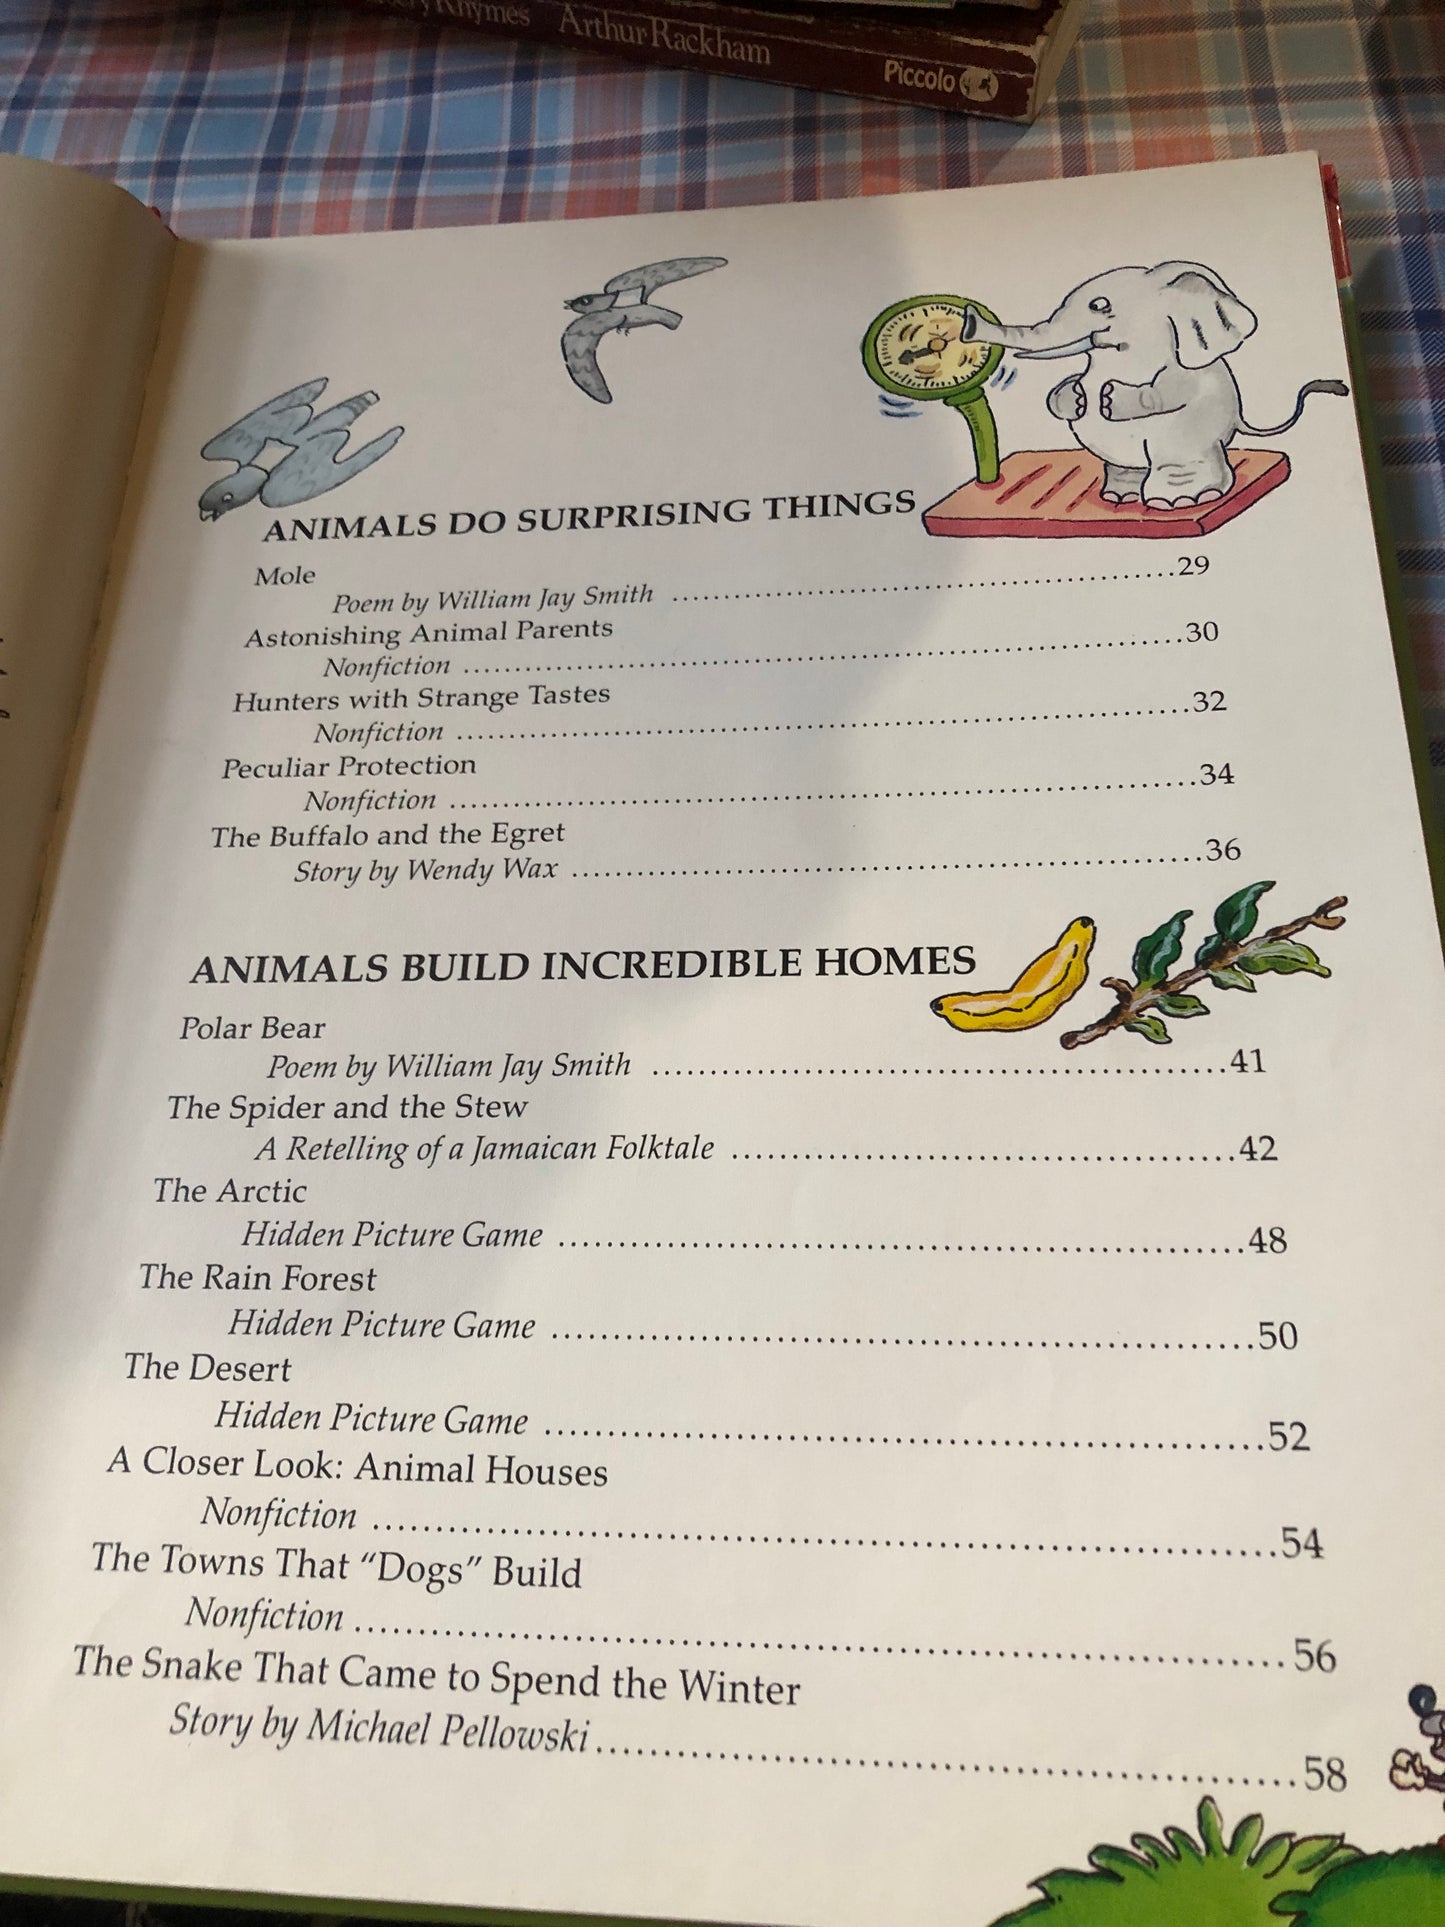 Rhymes Arthur Rackham Piccolo
ANIMALS DO SURPRISING THINGS
Mole
Poem by William Jay Smith ........................................29
Astonishing Animal Parents
Nonfiction ........................................30
Hunters with Strange Tastes
Nonfiction ........................................32
Peculiar Protection
Nonfiction ........................................34
The Buffalo and the Egret
Story by Wendy Wax ........................................36
ANIMALS BUILD INCREDIBLE HOMES
Polar Bear
Poem by William Jay Smith ........................................41
The Spider and the Stew
A Retelling of a Jamaican Folktale ........................................42
The Arctic
Hidden Picture Game ........................................48
The Rain Forest
Hidden Picture Game ........................................50
The Desert
Hidden Picture Game ........................................52
A Closer Look: Animal Houses
Nonfiction ........................................54
The Towns That “Dogs” Build
Nonfiction ........................................56
The Snake That Came to Spend the Winter
Story by Michael Pellowski........................................58